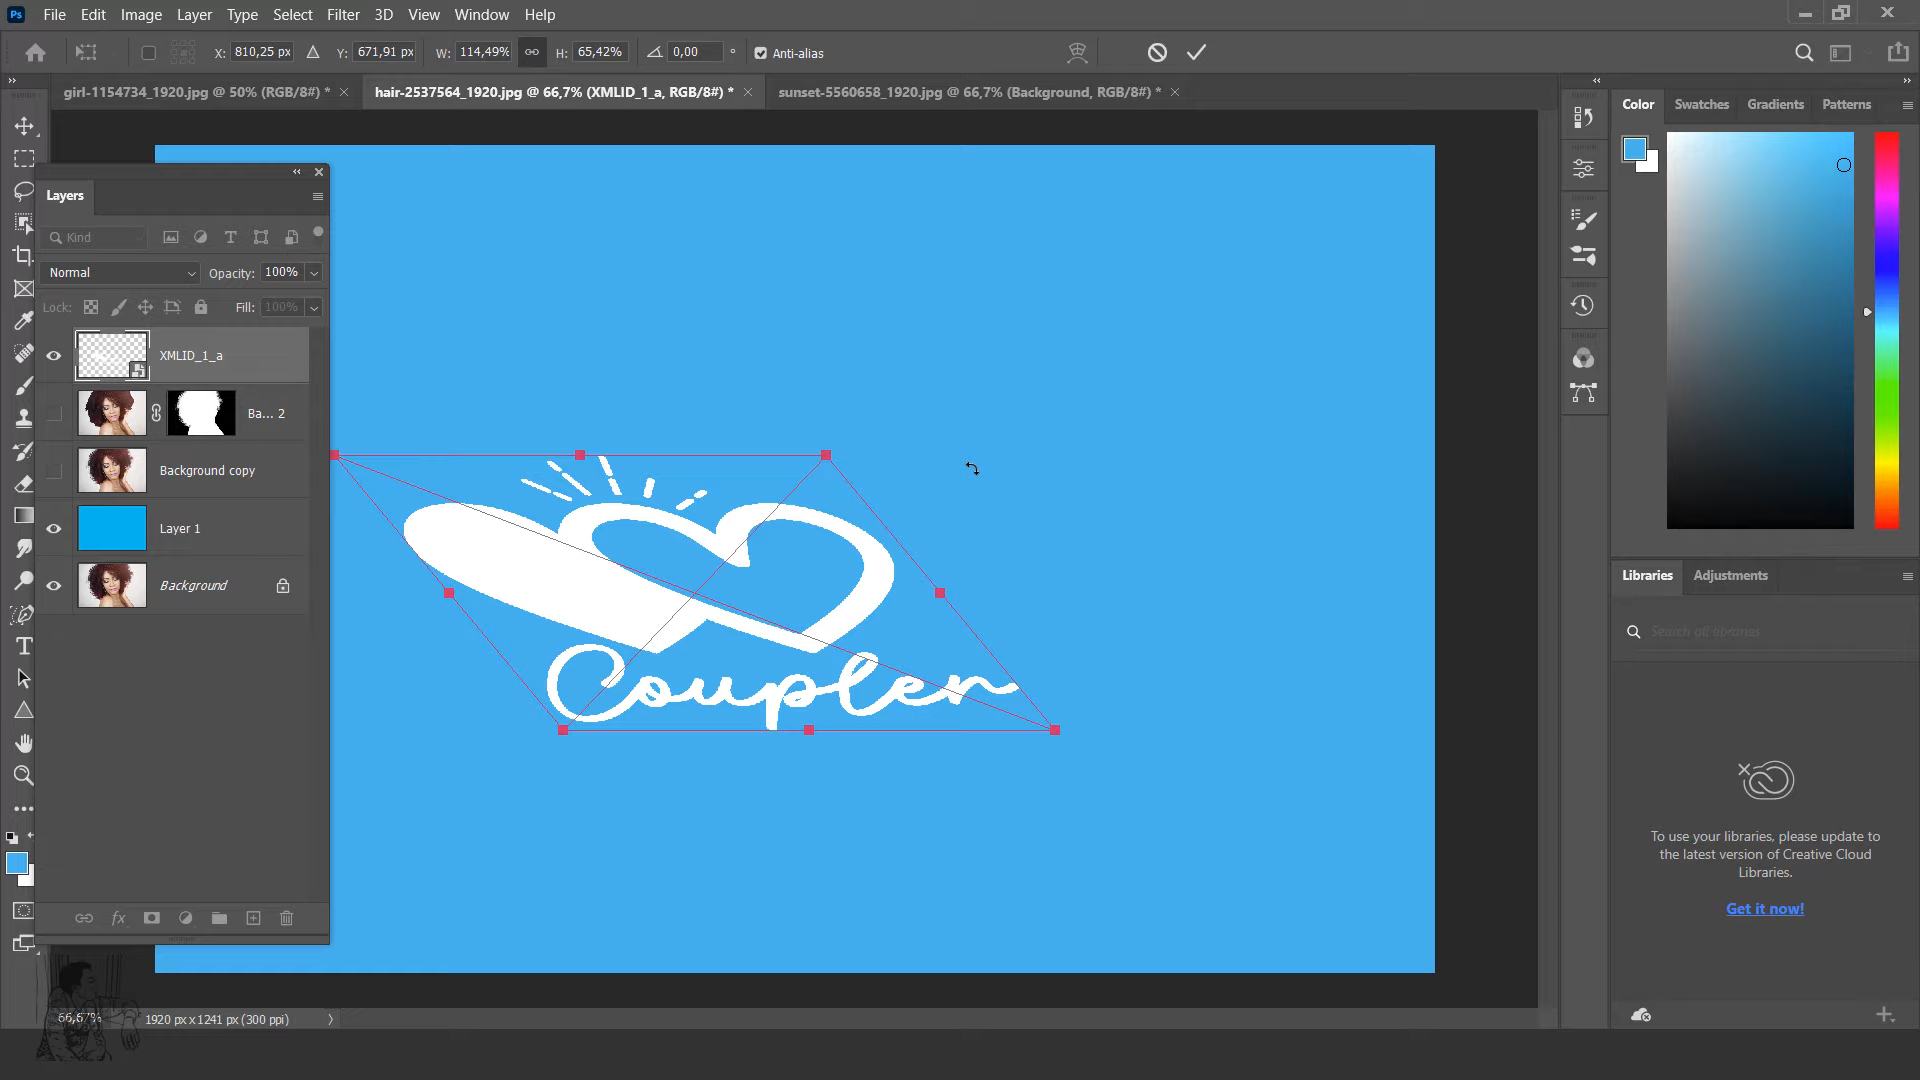 Ps File Edit Image Layer Type Select Filter 3D View Window Help
X: 810,25 px Y: 671,91 px W: 114,49% H: 65,42% 0,00 ° Anti-alias
girl-1154734_1920.jpg @ 50% (RGB/8#) * hair-2537564_1920.jpg @ 66,7% (XMLID_1_a, RGB/8#) * sunset-5560658_1920.jpg @ 66,7% (Background, RGB/8#) *
Color Swatches Gradients Patterns
Layers
Kind
Normal Opacity: 100%
Lock: Fill: 100%
XMLID_1_a
Ba... 2
Background copy
Layer 1
Background
Coupler
Libraries Adjustments
Search all libraries
To use your libraries, please update to
the latest version of Creative Cloud
Libraries.
Get it now!
66,67% 1920 px x 1241 px (300 ppi)